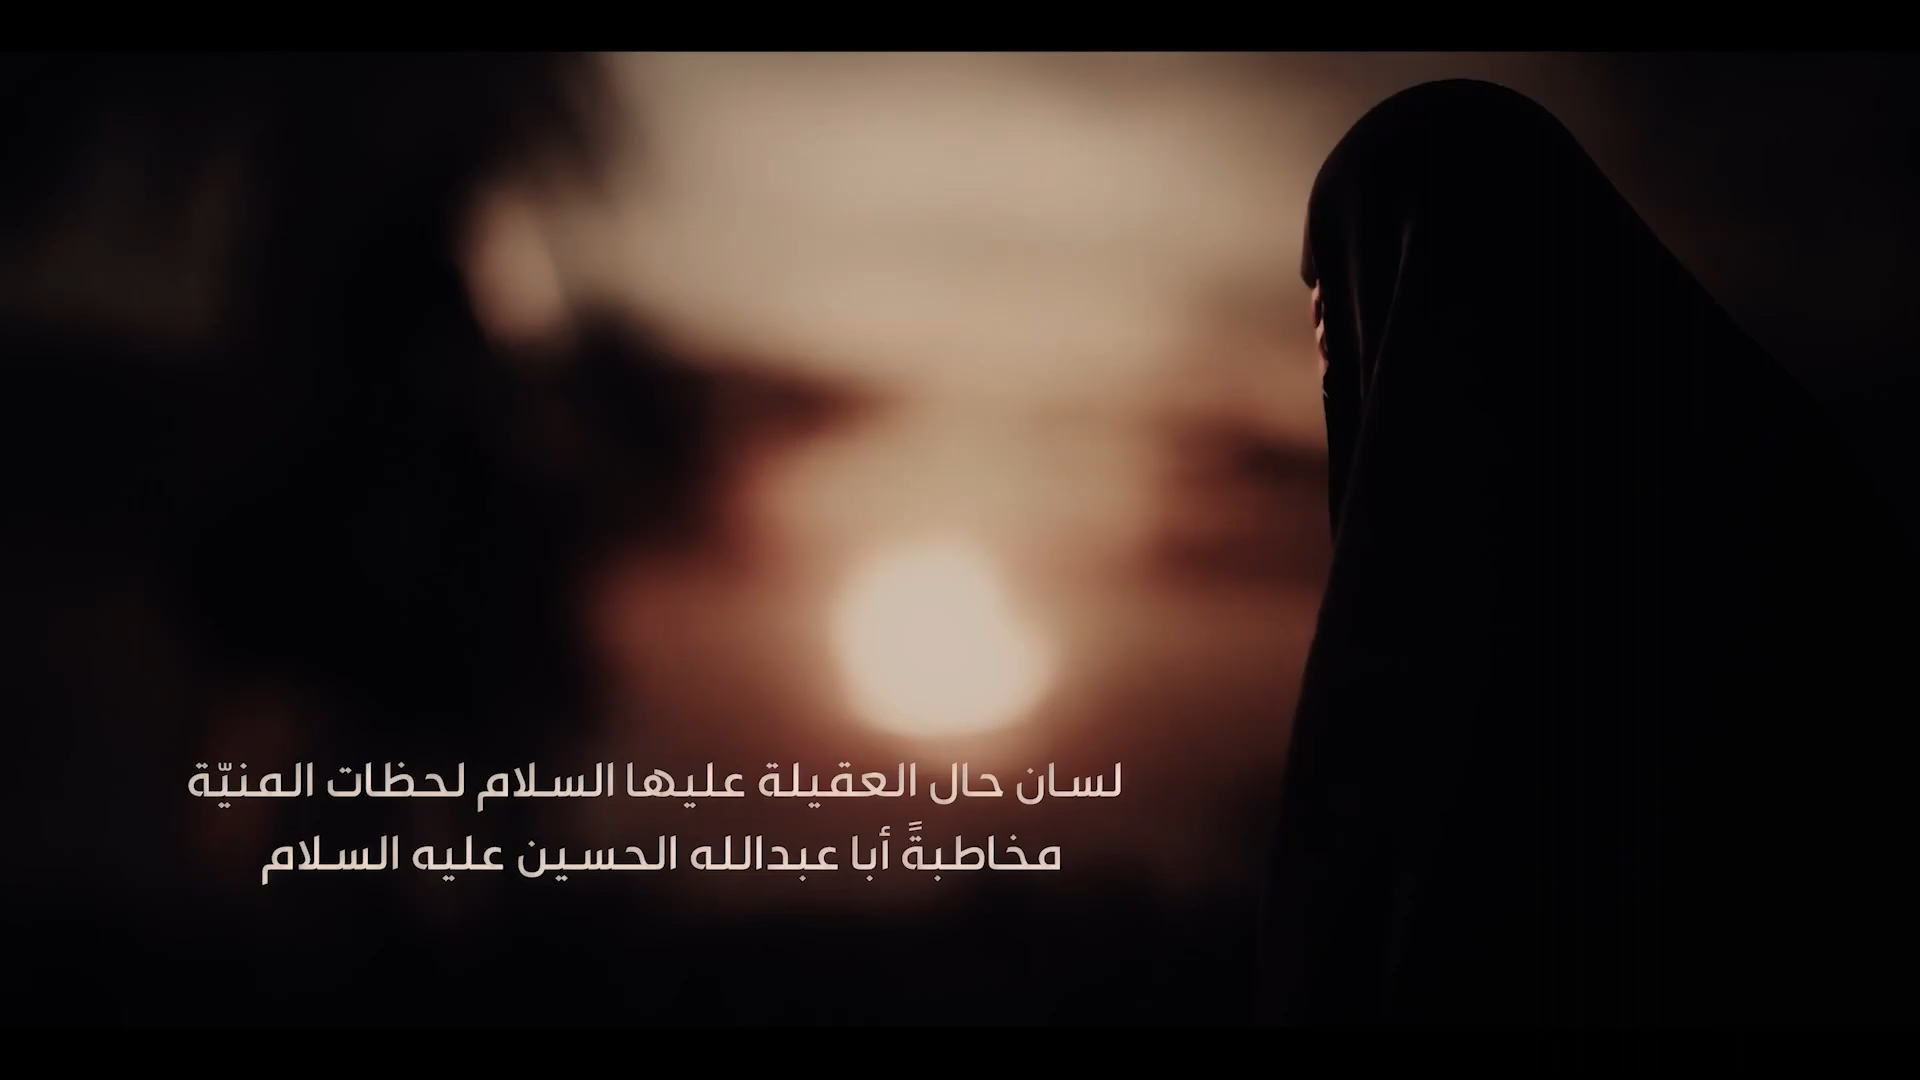 لسان حال العقيلة عليها السلام لحظات المنيّة
مخاطبةً أبا عبدالله الحسين عليه السلام